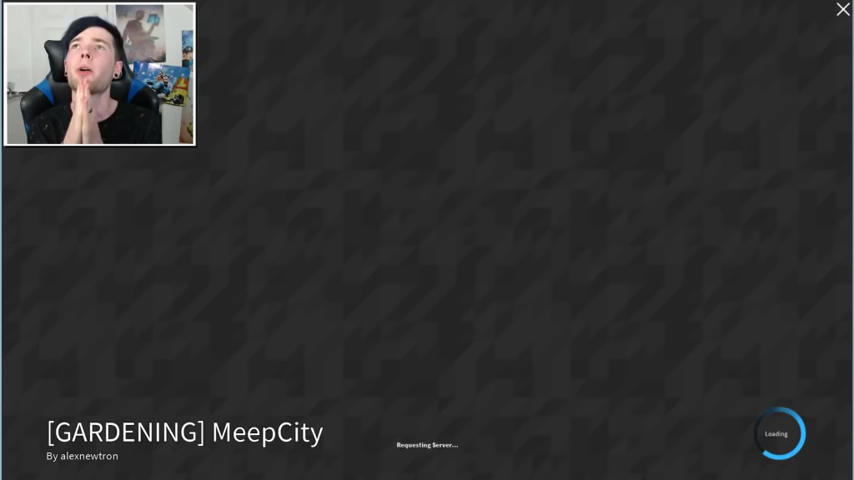 [GARDENING] MeepCity
By alexnewtron
Requesting Server...
Loading